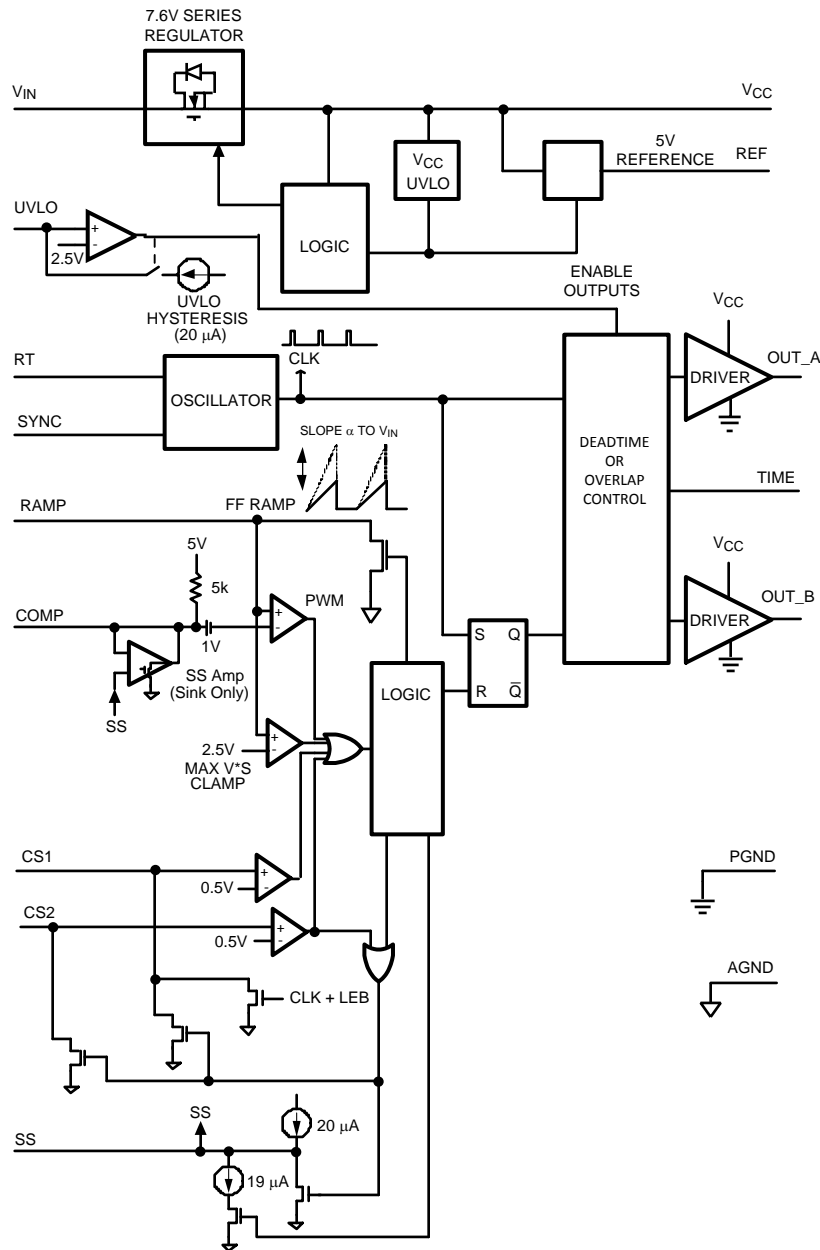 7.6V SERIES
REGULATOR
VIN
VCC
VCC
UVLO
5V
REFERENCE
REF
LOGIC
UVLO
+
-
2.5V
UVLO
HYSTERESIS
(20 μA)
ENABLE
OUTPUTS
VCC
DRIVER
OUT_A
RT
OSCILLATOR
CLK
SYNC
SLOPE α TO VIN
DEADTIME
OR
OVERLAP
CONTROL
TIME
RAMP
FF RAMP
5V
5k
COMP
1V
+
-
PWM
SS Amp
(Sink Only)
SS
VCC
DRIVER
OUT_B
S Q
R Q̅
LOGIC
+
-
2.5V
MAX V*S
CLAMP
CS1
+
-
0.5V
CS2
+
-
0.5V
PGND
AGND
CLK + LEB
SS
SS
20 μA
19 μA